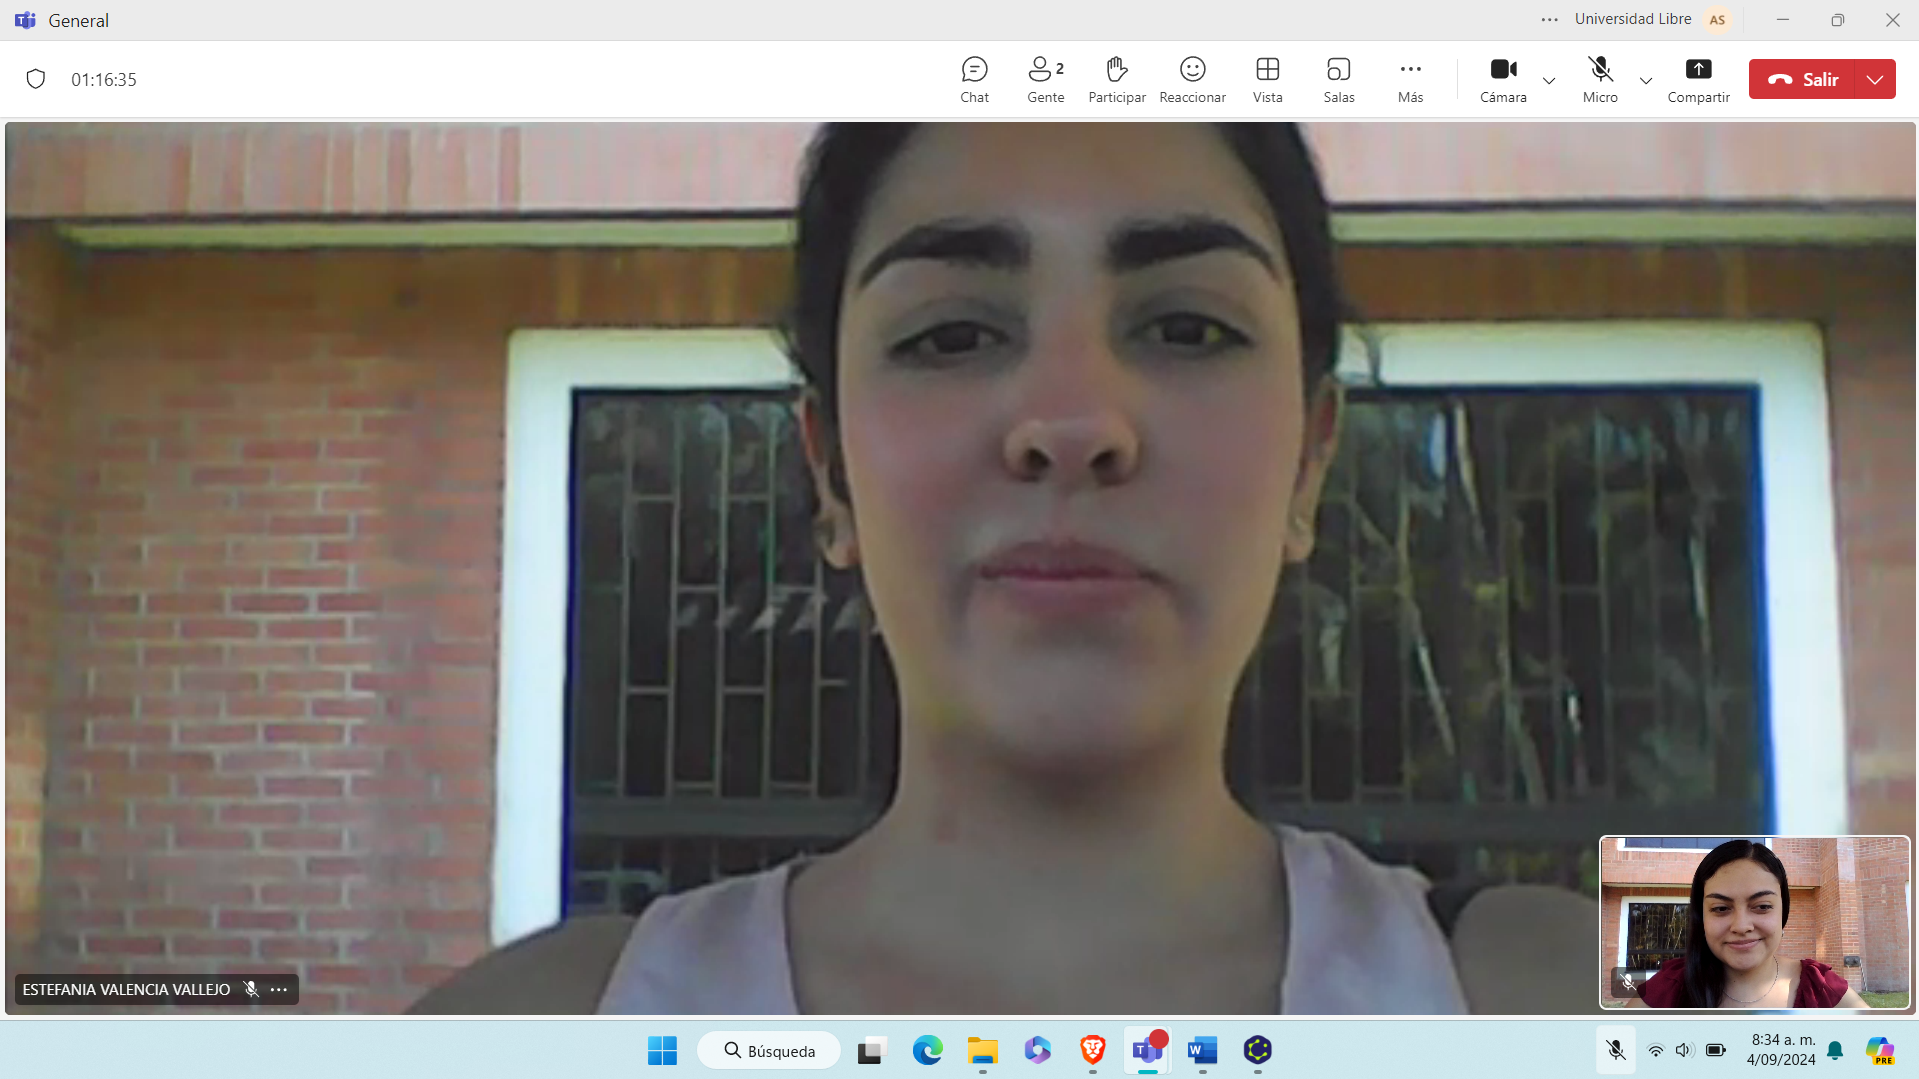 General
Universidad Libre AS
01:16:35
Chat
Gente 2
Participar
Reaccionar
Vista
Salas
Más
Cámara
Micro
Compartir
Salir
ESTEFANIA VALENCIA VALLEJO
Búsqueda
8:34 a. m.
4/09/2024
PRE